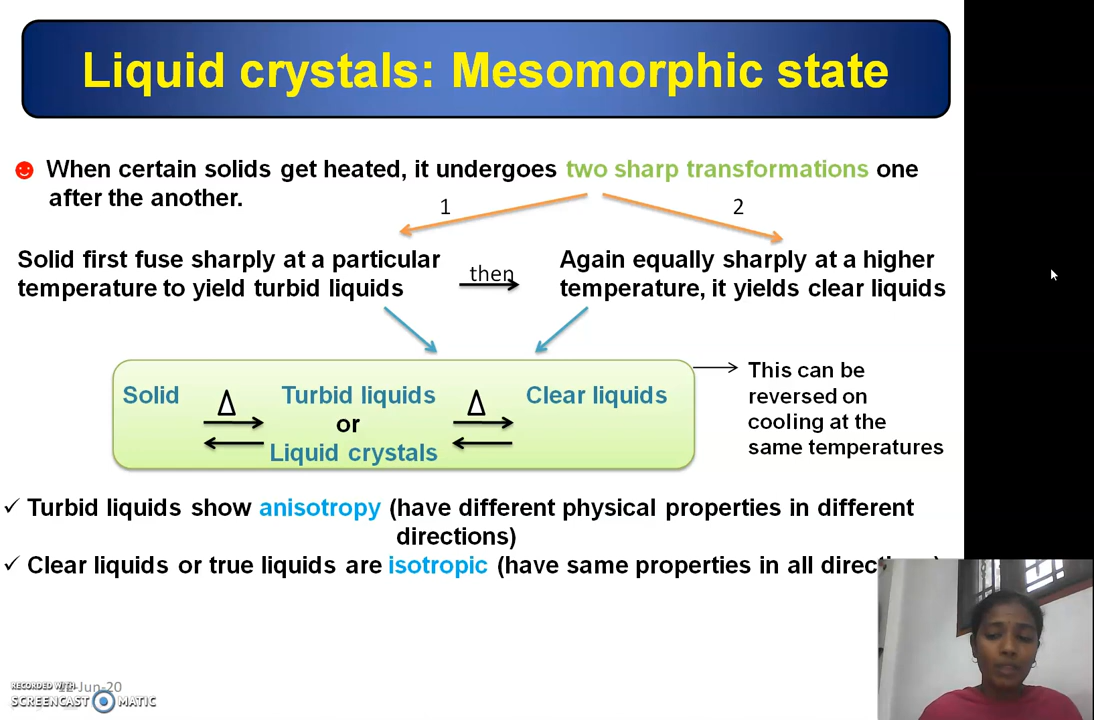 Liquid crystals: Mesomorphic state
When certain solids get heated, it undergoes two sharp transformations one
after the another.
1
2
Solid first fuse sharply at a particular
temperature to yield turbid liquids
then
Again equally sharply at a higher
temperature, it yields clear liquids
Solid
Δ
Turbid liquids
or
Liquid crystals
Δ
Clear liquids
This can be
reversed on
cooling at the
same temperatures
✓ Turbid liquids show anisotropy (have different physical properties in different
directions)
✓ Clear liquids or true liquids are isotropic (have same properties in all
RECORDED WITH
-Jun-20
SCREENCAST MATIC